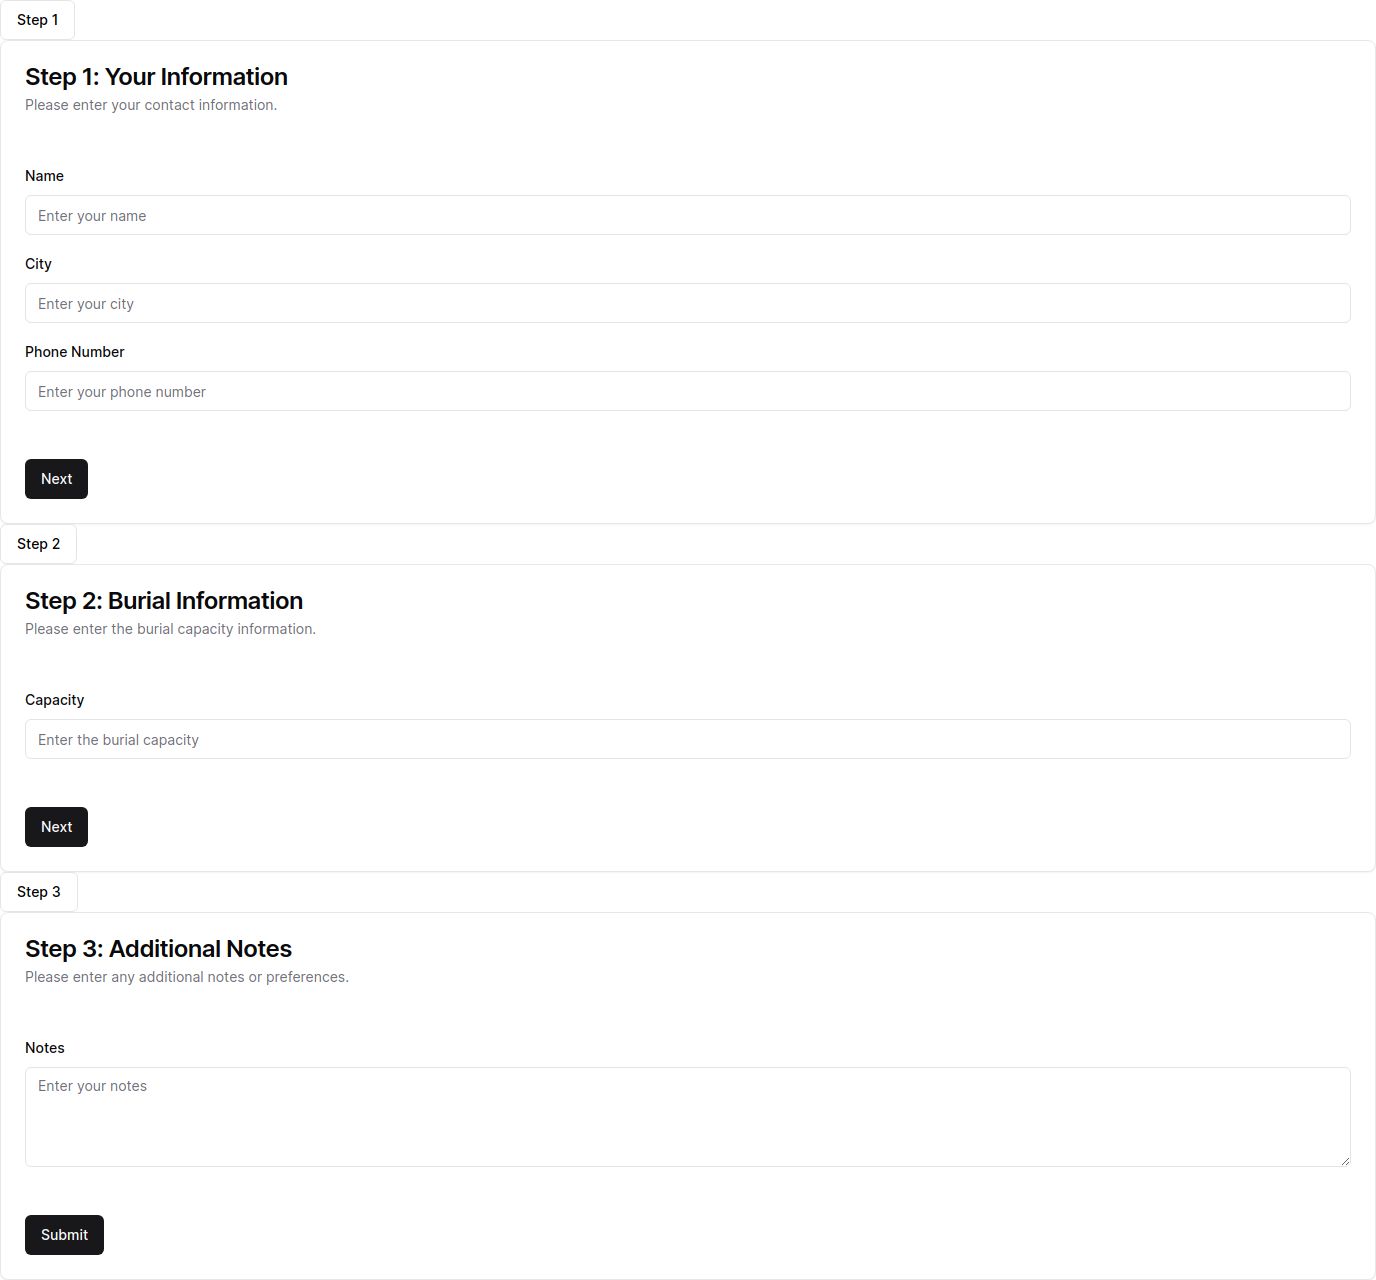 Step 1
Step 1: Your Information
Please enter your contact information.
Name
Enter your name
City
Enter your city
Phone Number
Enter your phone number
Next
Step 2
Step 2: Burial Information
Please enter the burial capacity information.
Capacity
Enter the burial capacity
Next
Step 3
Step 3: Additional Notes
Please enter any additional notes or preferences.
Notes
Enter your notes
Submit